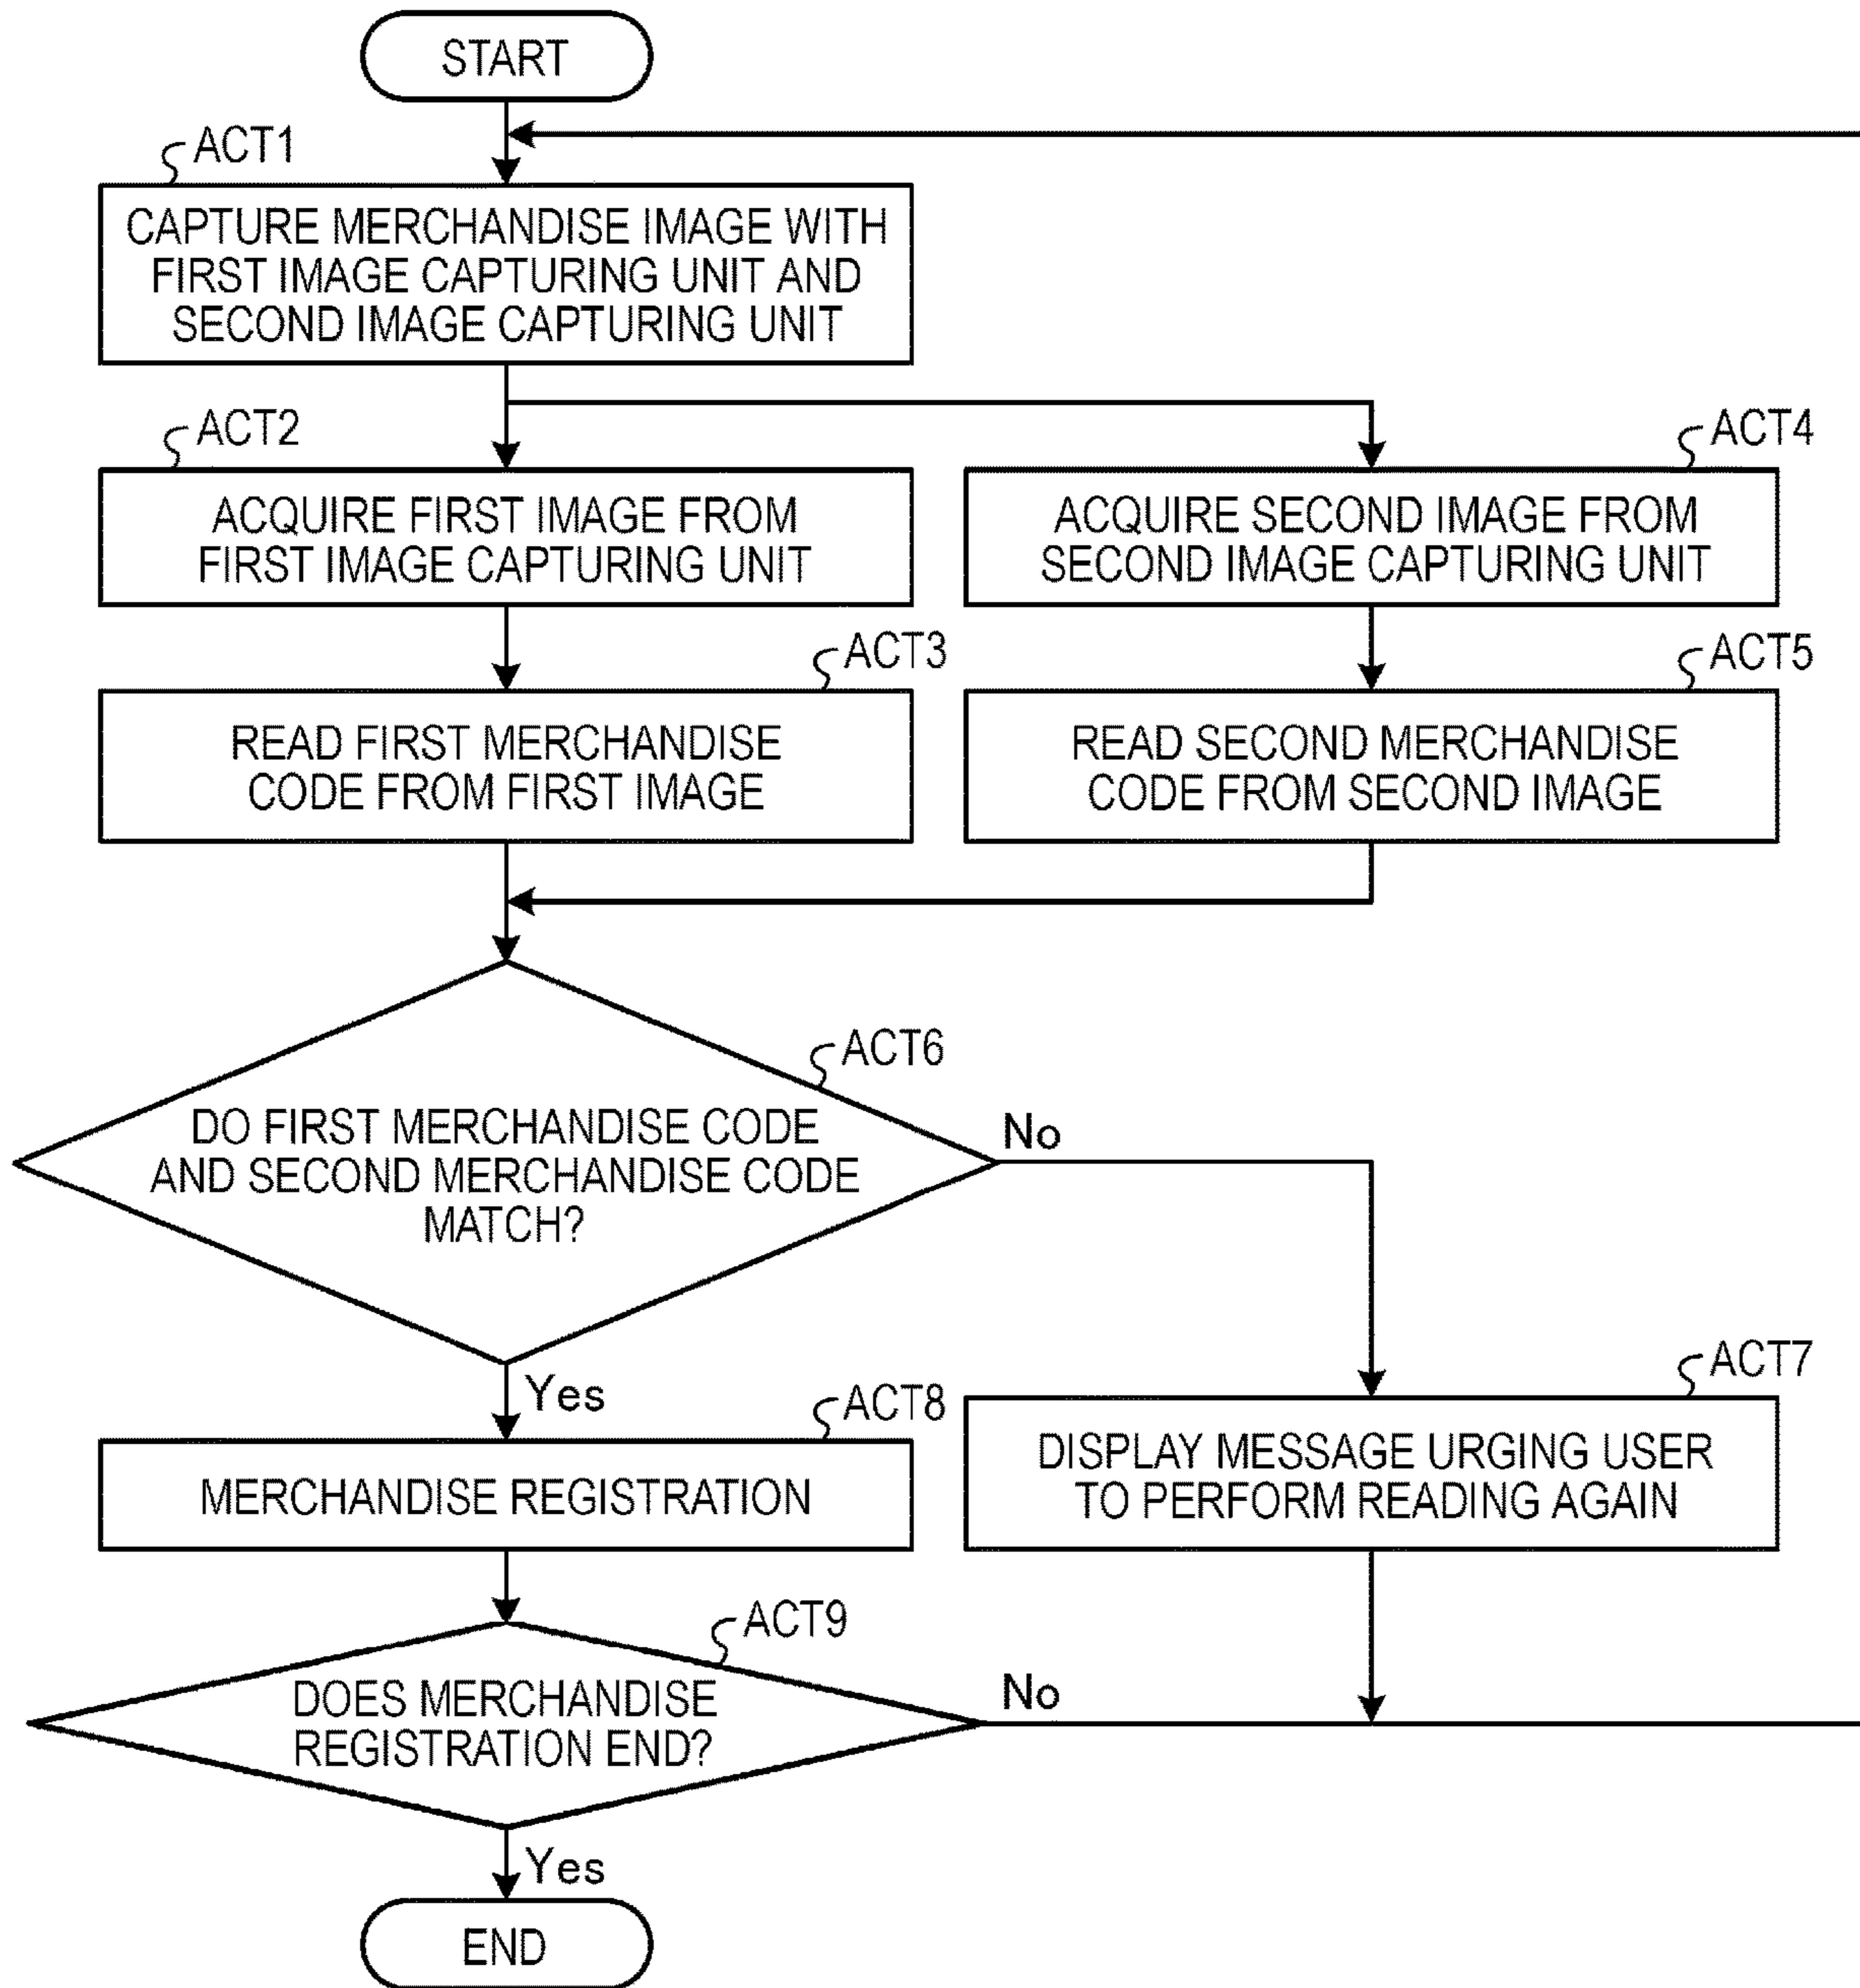 START
ACT1
CAPTURE MERCHANDISE IMAGE WITH
FIRST IMAGE CAPTURING UNIT AND
SECOND IMAGE CAPTURING UNIT
ACT2
ACQUIRE FIRST IMAGE FROM
FIRST IMAGE CAPTURING UNIT
ACT4
ACQUIRE SECOND IMAGE FROM
SECOND IMAGE CAPTURING UNIT
ACT3
READ FIRST MERCHANDISE
CODE FROM FIRST IMAGE
ACT5
READ SECOND MERCHANDISE
CODE FROM SECOND IMAGE
ACT6
DO FIRST MERCHANDISE CODE
AND SECOND MERCHANDISE CODE
MATCH?
No
Yes
ACT7
DISPLAY MESSAGE URGING USER
TO PERFORM READING AGAIN
ACT8
MERCHANDISE REGISTRATION
ACT9
DOES MERCHANDISE
REGISTRATION END?
No
Yes
END